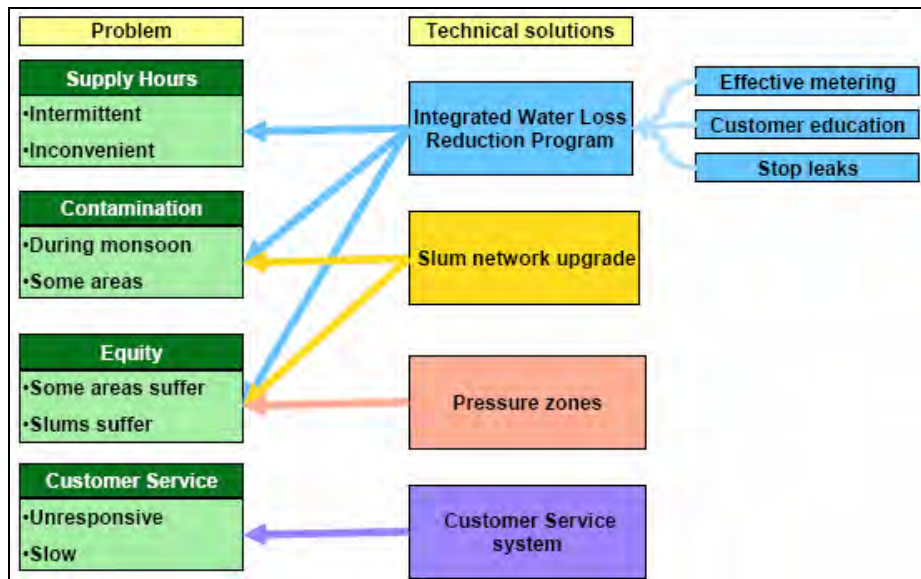 Problem
Technical solutions
Supply Hours
•Intermittent
•Inconvenient
Integrated Water Loss
Reduction Program
Effective metering
Customer education
Stop leaks
Contamination
•During monsoon
•Some areas
Slum network upgrade
Equity
•Some areas suffer
•Slums suffer
Pressure zones
Customer Service
•Unresponsive
•Slow
Customer Service
system